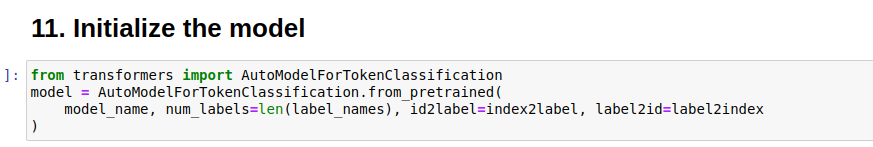 11. Initialize the model
]: from transformers import AutoModelForTokenClassification
model = AutoModelForTokenClassification.from_pretrained(
    model_name, num_labels=len(label_names), id2label=index2label, label2id=label2index
)